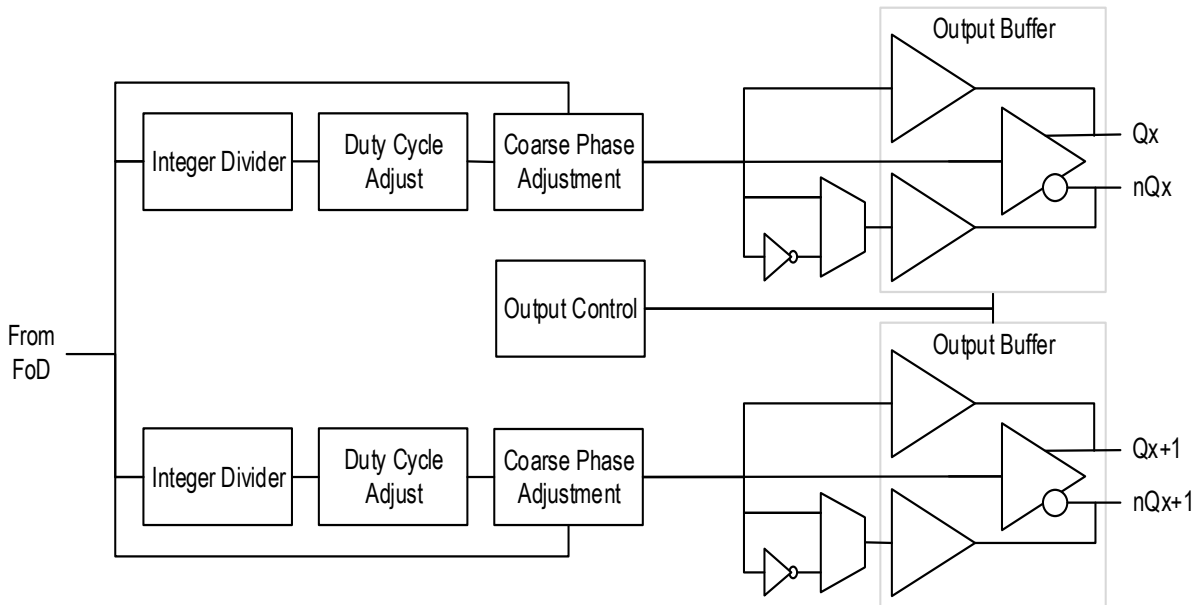 Output Buffer
Integer Divider
Duty Cycle
Adjust
Coarse Phase
Adjustment
Qx
nQx
Output Control
From
FoD
Output Buffer
Integer Divider
Duty Cycle
Adjust
Coarse Phase
Adjustment
Qx+1
nQx+1